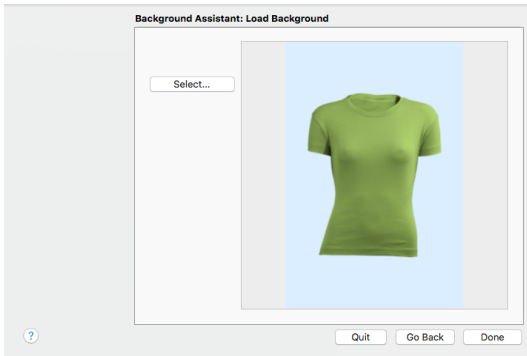 Background Assistant: Load Background
Select...
?
Quit
Go Back
Done